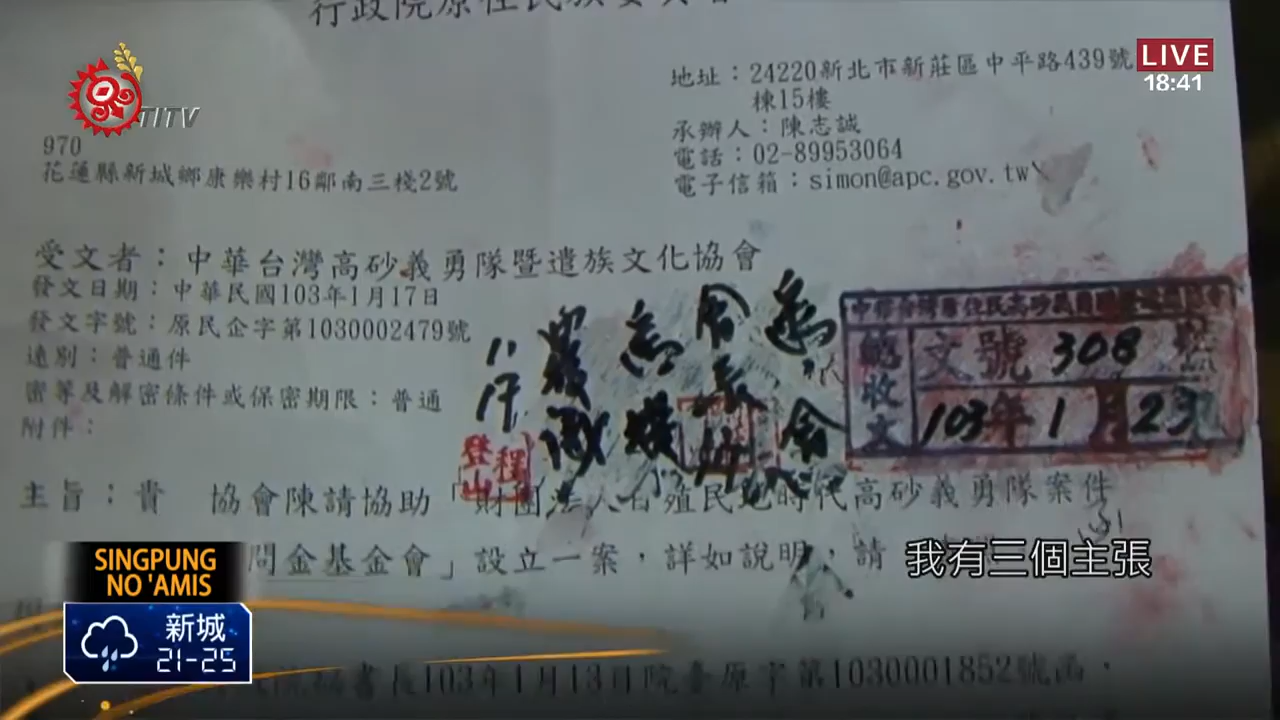 行政院原住民族委員會
LIVE
18:41
TITV
地址：24220新北市新莊區中平路439號
棟15樓
承辦人：陳志誠
電話：02-89953064
電子信箱：simon@apc.gov.tw
970
花蓮縣新城鄉康樂村16鄰南三棧2號
受文者：中華台灣高砂義勇隊暨遺族文化協會
發文日期：中華民國103年1月17日
發文字號：原民企字第1030002479號
速別：普通件
密等及解密條件或保密期限：普通
附件：
總收文
文號 308 號
103年1月23
登山
主旨：貴 協會陳請協助「財團法人日殖民地時代高砂義勇隊案件
問金基金會」設立一案，詳如說明，請
我有三個主張
SINGPUNG
NO 'AMIS
新城
21-25
院秘書長103年1月13日院臺原字第1030001852號函，